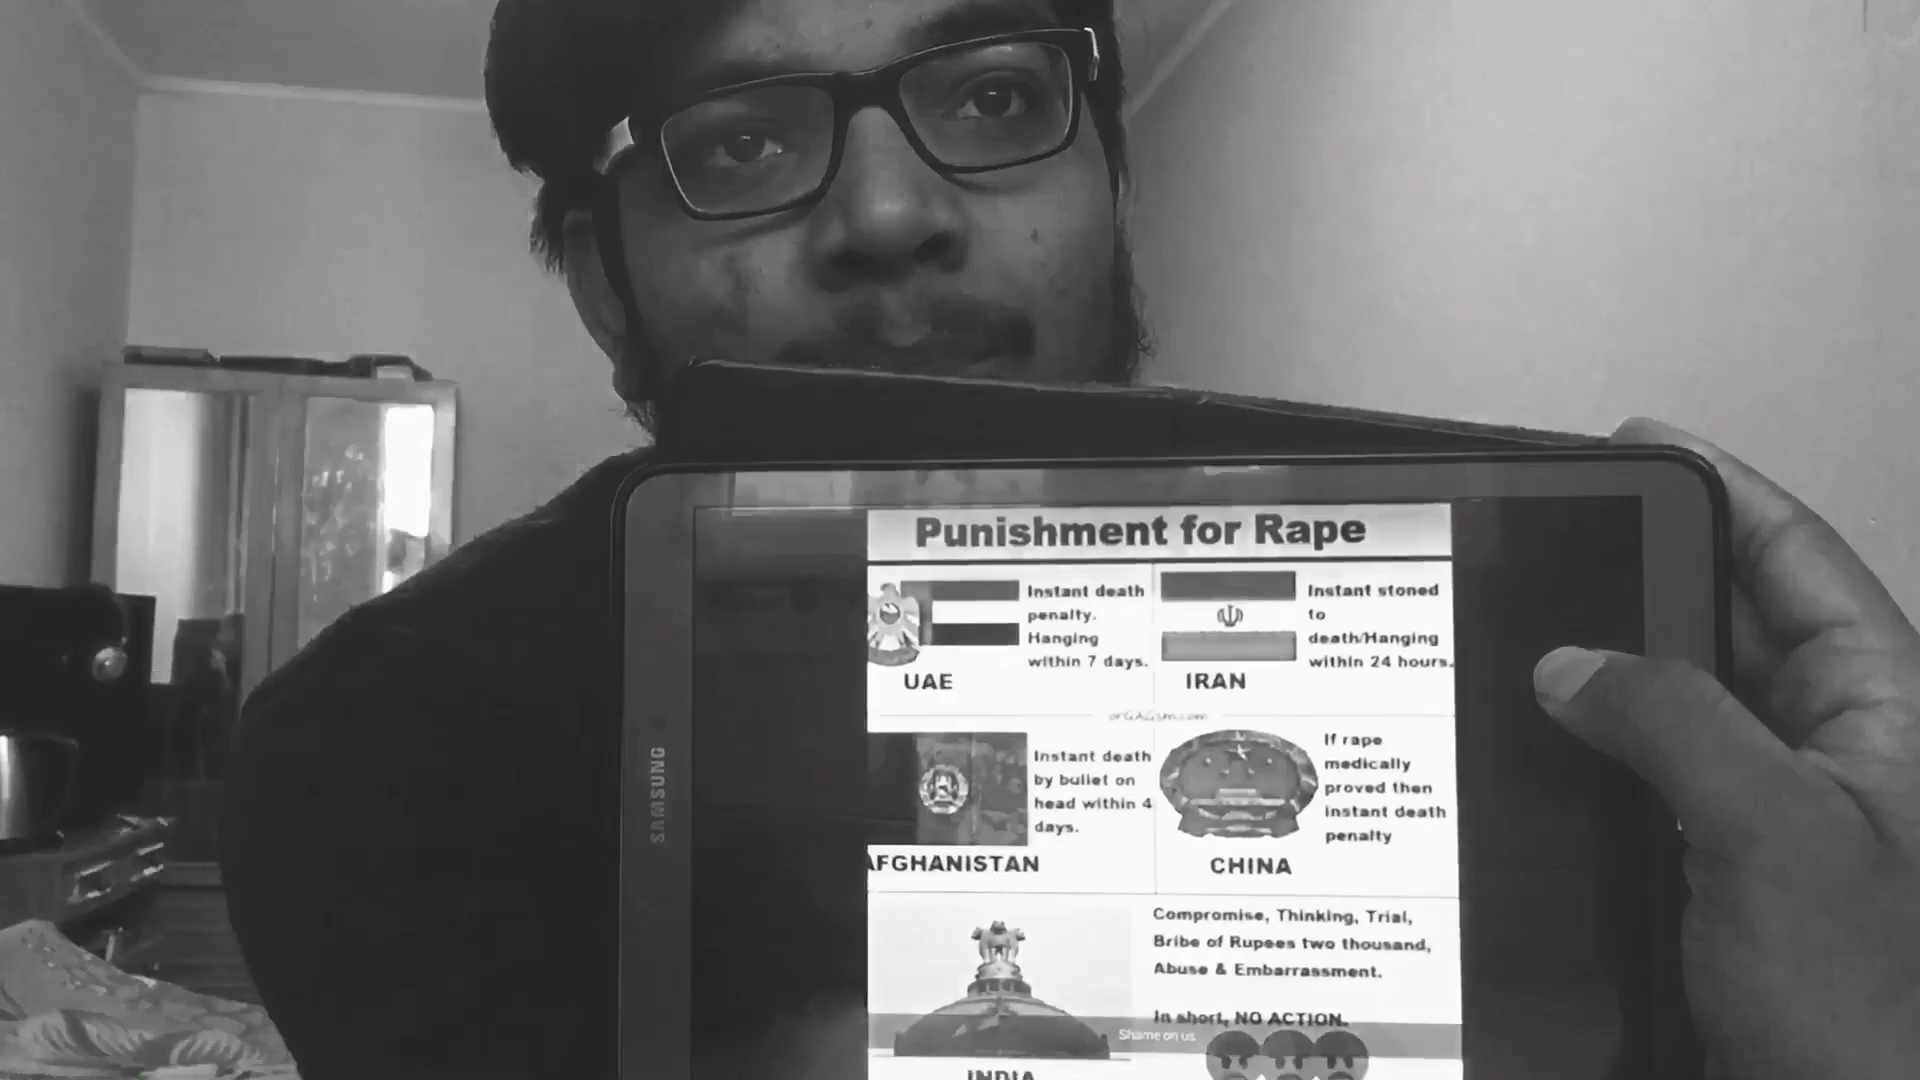 SAMSUNG
Punishment for Rape
Instant death
penalty.
Hanging
within 7 days.
UAE
Instant stoned
to
death/Hanging
within 24 hours.
IRAN
Instant death
by bullet on
head within 4
days.
AFGHANISTAN
If rape
medically
proved then
instant death
penalty
CHINA
Compromise, Thinking, Trial,
Bribe of Rupees two thousand,
Abuse & Embarrassment.
In short, NO ACTION.
Shame on us
INDIA